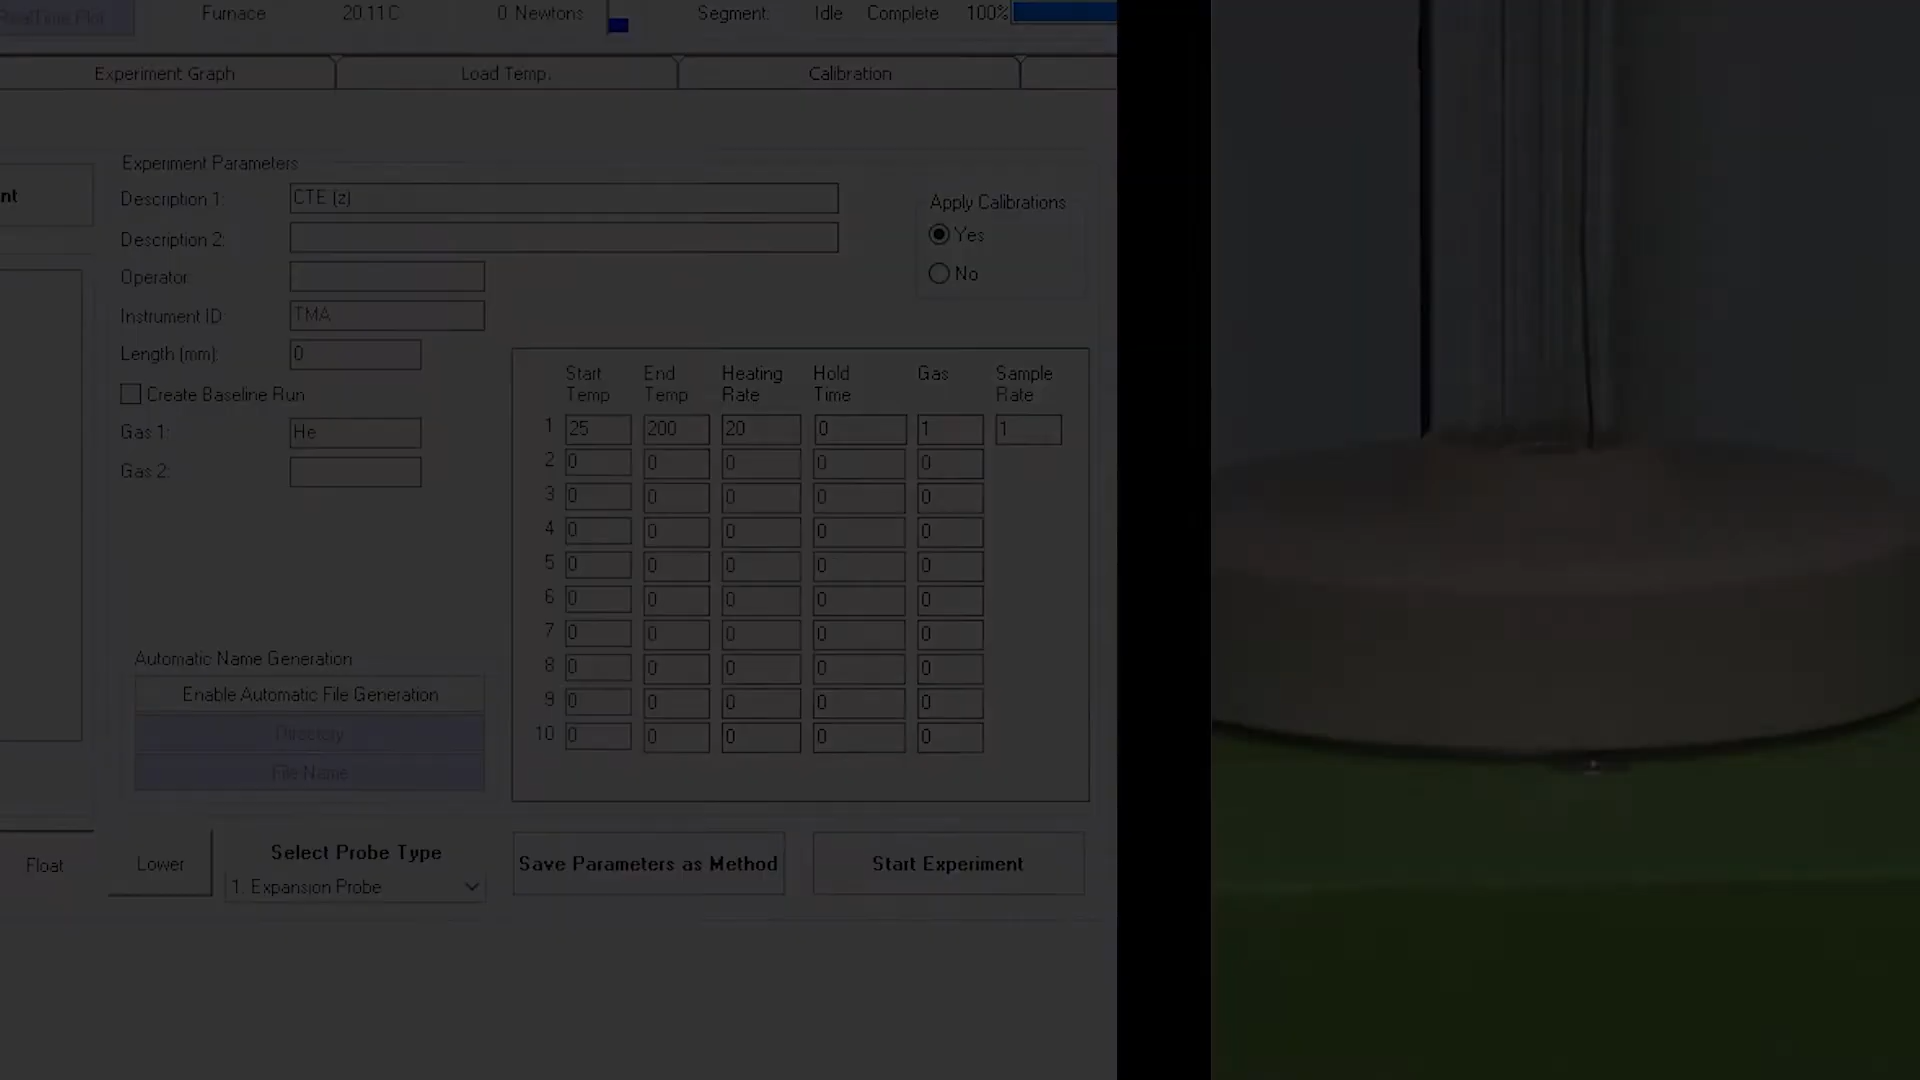 RealTime Plot
Furnace 20.11C 0 Newtons Segment: Idle Complete 100%
Experiment Graph Load Temp. Calibration
nt
Experiment Parameters
Description 1: CTE (z)
Description 2:
Operator:
Instrument ID: TMA
Length (mm): 0
Create Baseline Run
Gas 1: He
Gas 2:
Apply Calibrations
Yes
No
Start Temp End Temp Heating Rate Hold Time Gas Sample Rate
1 25 200 20 0 1 1
2 0 0 0 0 0
3 0 0 0 0 0
4 0 0 0 0 0
5 0 0 0 0 0
6 0 0 0 0 0
7 0 0 0 0 0
8 0 0 0 0 0
9 0 0 0 0 0
10 0 0 0 0 0
Automatic Name Generation
Enable Automatic File Generation
Directory
File Name
Float Lower
Select Probe Type
1. Expansion Probe
Save Parameters as Method
Start Experiment